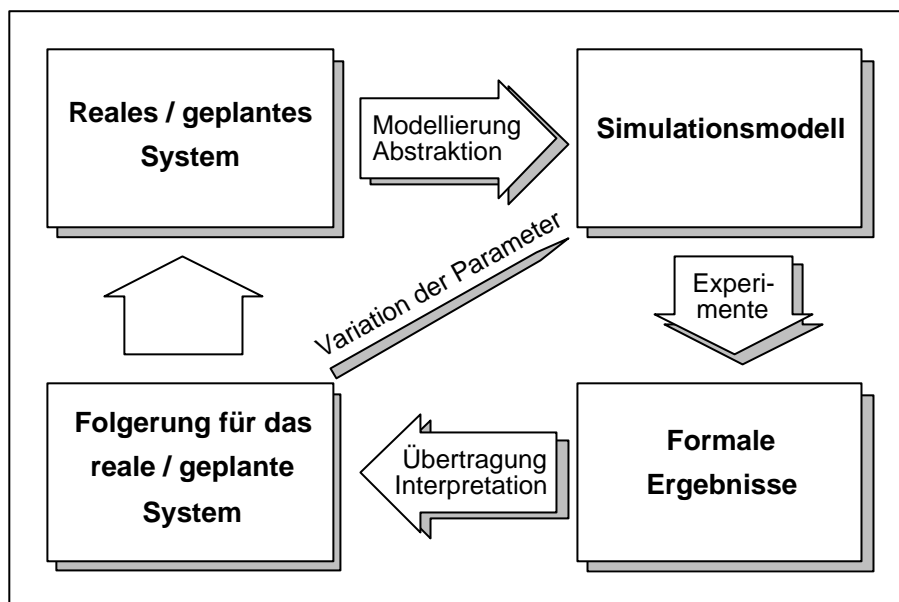 Reales / geplantes
System
Modellierung
Abstraktion
Simulationsmodell
Variation der Parameter
Experi-
mente
Folgerung für das
reale / geplante
System
Übertragung
Interpretation
Formale
Ergebnisse